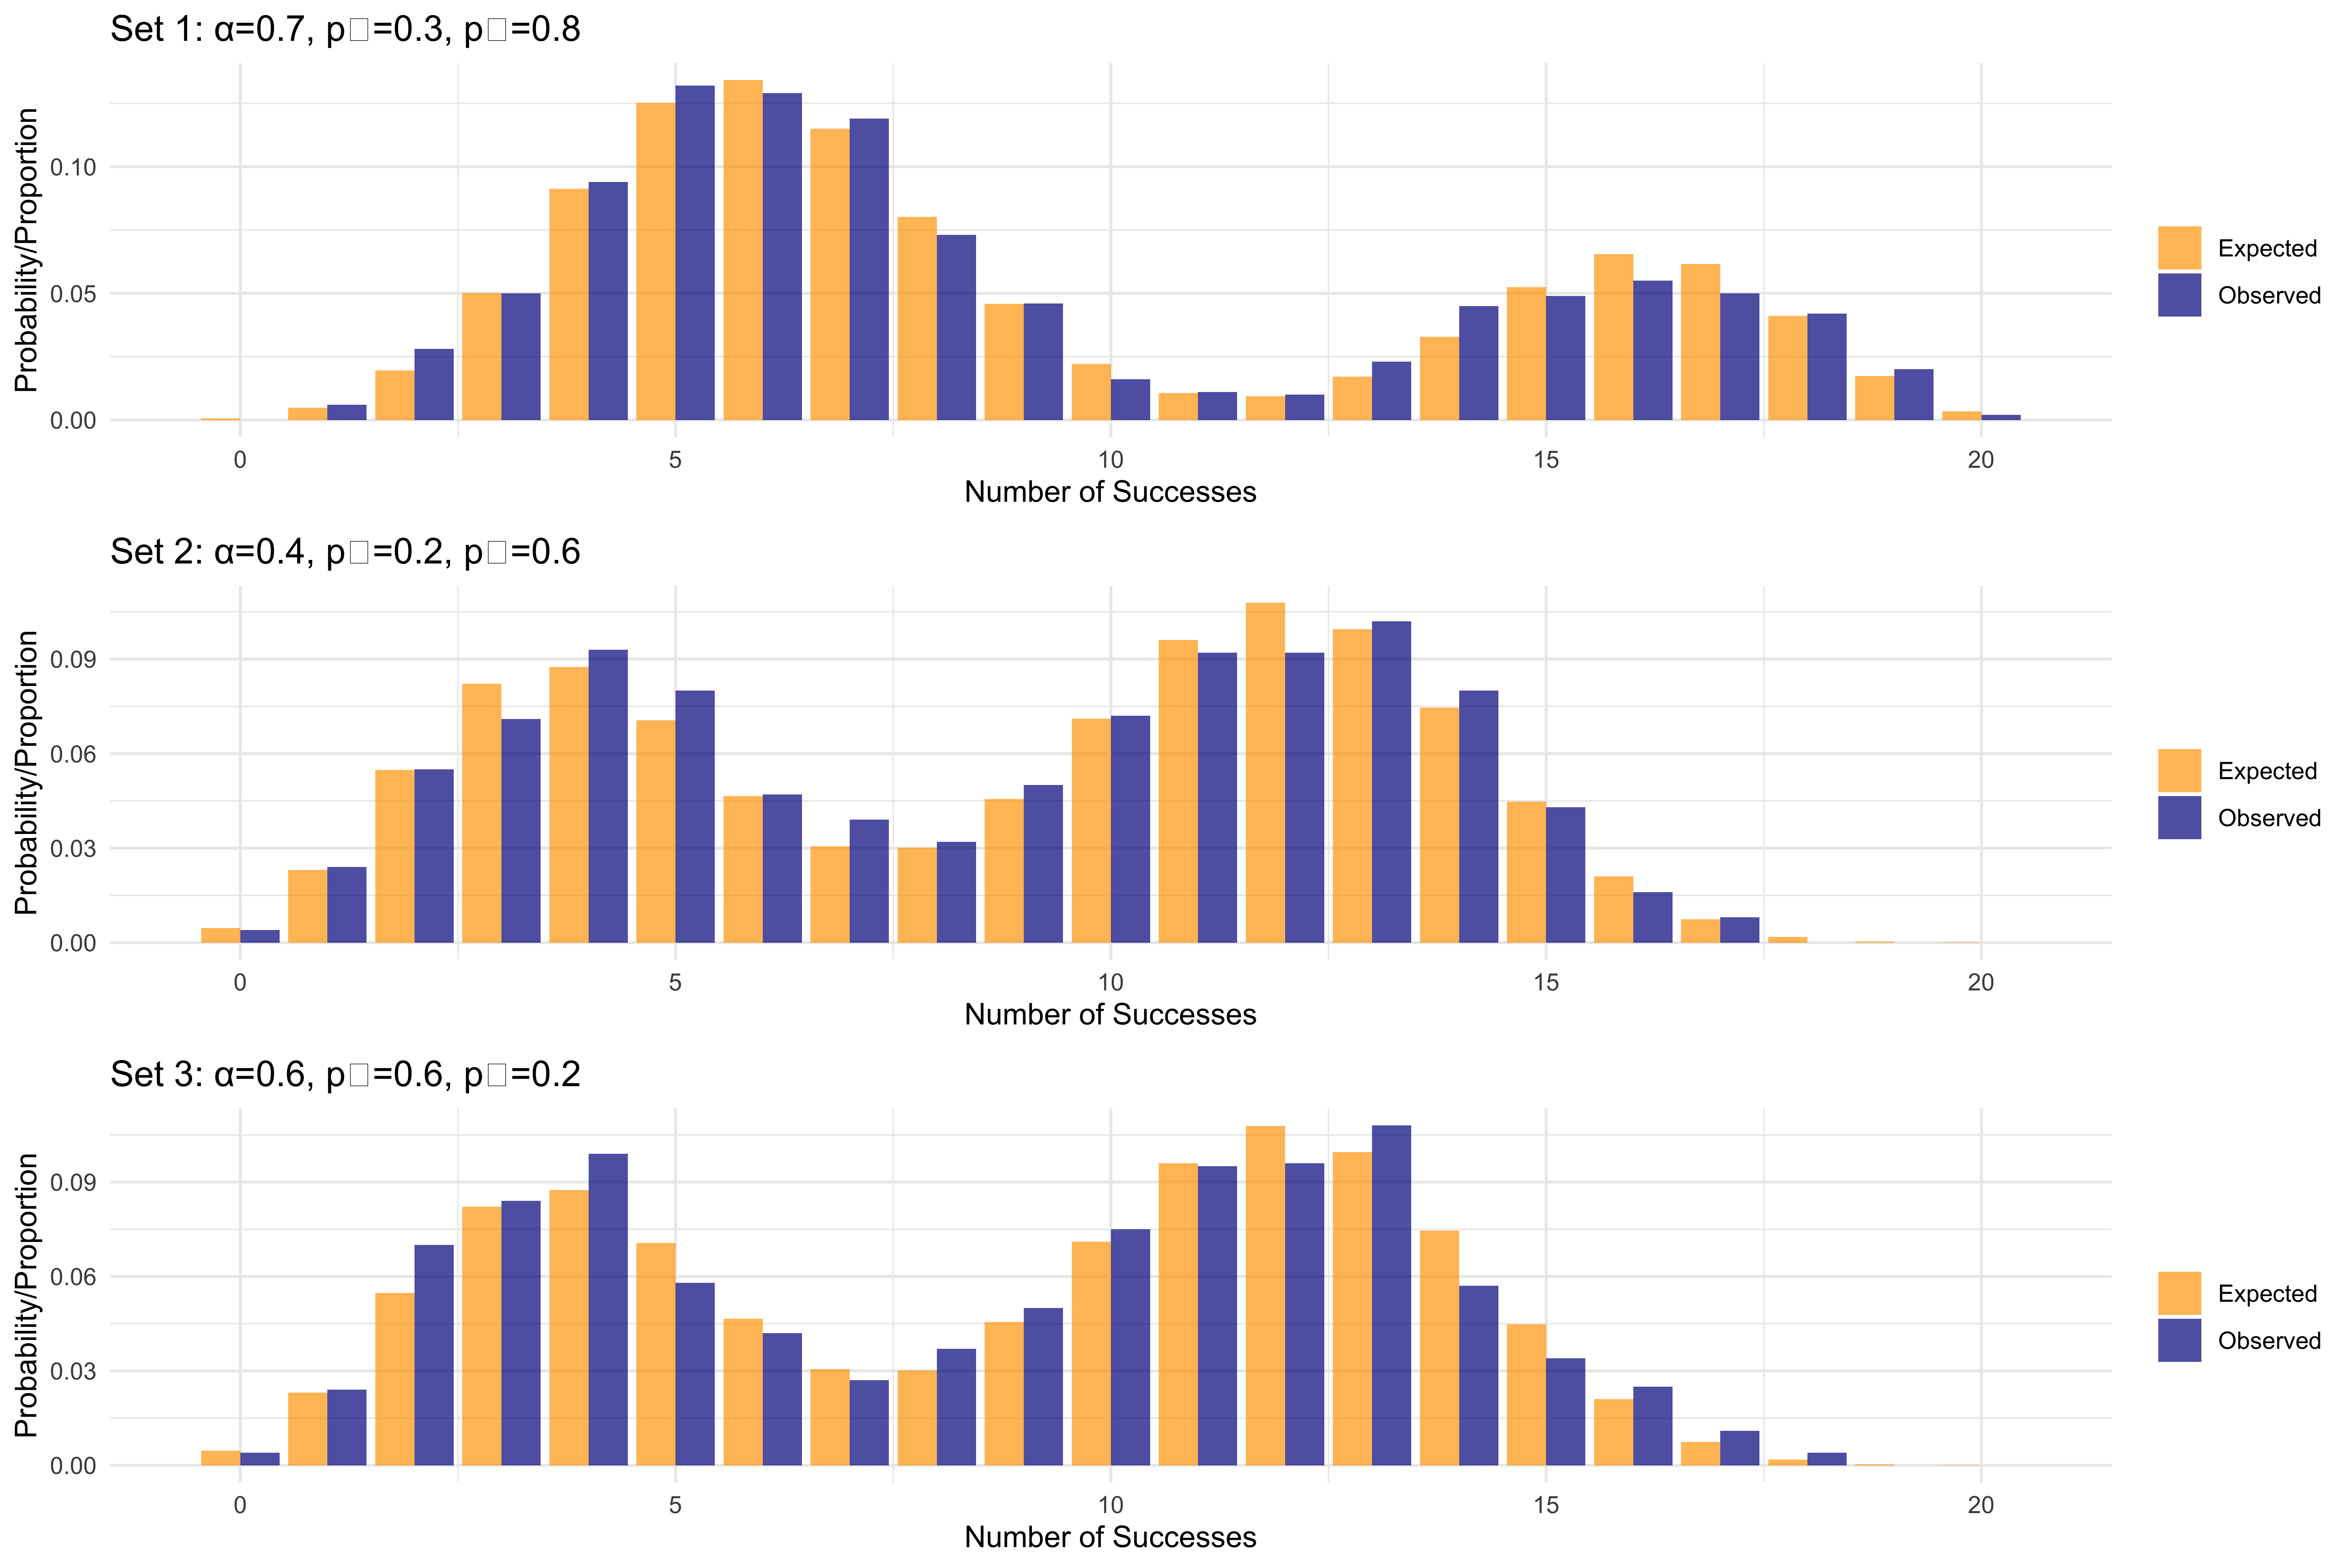 Set 1: α=0.7, p□=0.3, p□=0.8
Probability/Proportion
0.10
0.05
0.00
0 5 10 15 20
Number of Successes
Expected
Observed
Set 2: α=0.4, p□=0.2, p□=0.6
Probability/Proportion
0.09
0.06
0.03
0.00
0 5 10 15 20
Number of Successes
Expected
Observed
Set 3: α=0.6, p□=0.6, p□=0.2
Probability/Proportion
0.09
0.06
0.03
0.00
0 5 10 15 20
Number of Successes
Expected
Observed